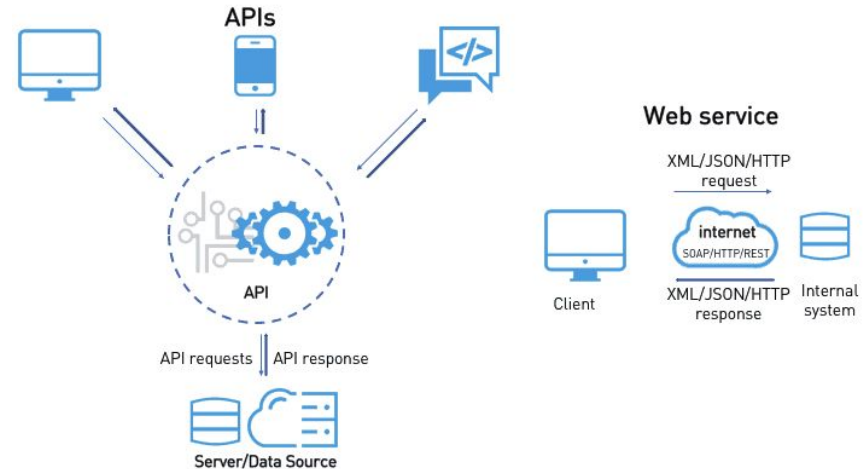 APIs
</>
API
API requests
API response
Server/Data Source
Web service
XML/JSON/HTTP
request
internet
SOAP/HTTP/REST
Client
XML/JSON/HTTP
response
Internal
system